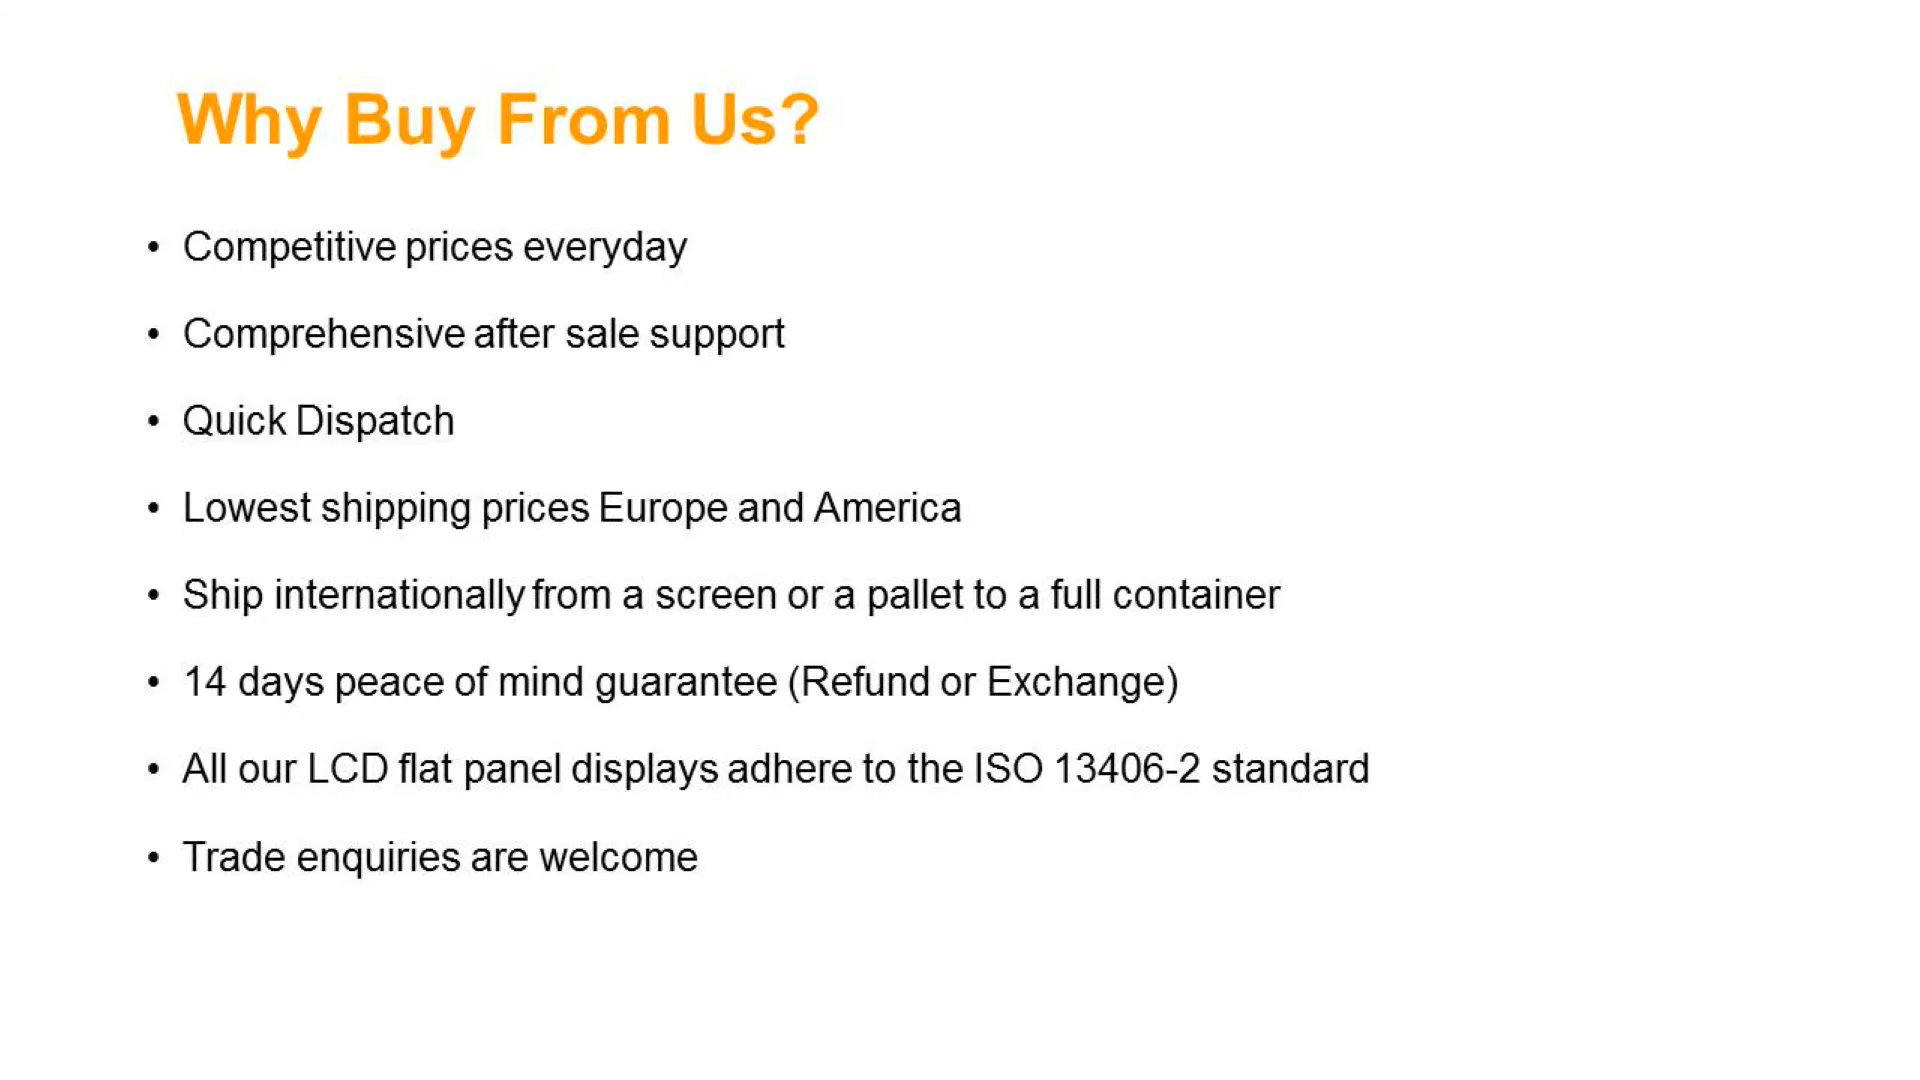 Why Buy From Us?
• Competitive prices everyday
• Comprehensive after sale support
• Quick Dispatch
• Lowest shipping prices Europe and America
• Ship internationally from a screen or a pallet to a full container
• 14 days peace of mind guarantee (Refund or Exchange)
• All our LCD flat panel displays adhere to the ISO 13406-2 standard
• Trade enquiries are welcome